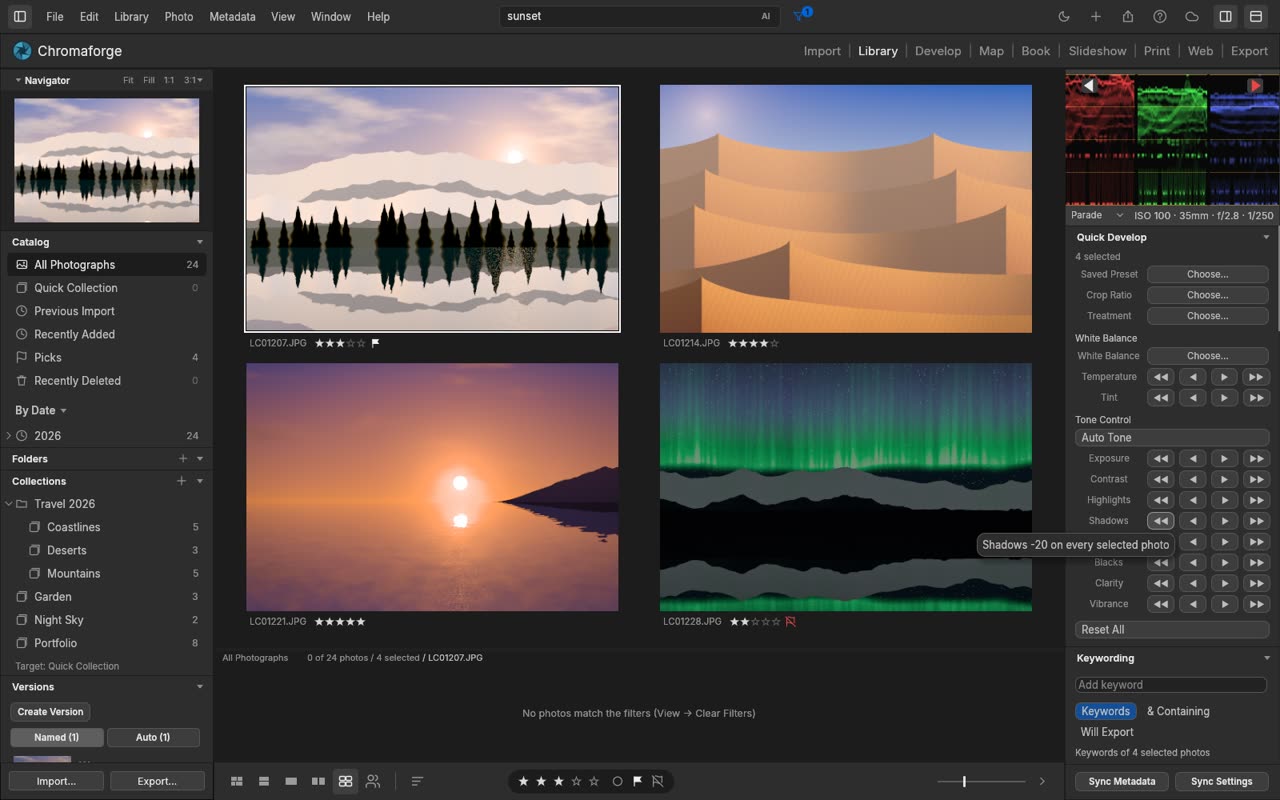 File Edit Library Photo Metadata View Window Help
sunset AI 1
Chromaforge
Import Library Develop Map Book Slideshow Print Web Export
Navigator Fit Fill 1:1 3:1
Catalog
All Photographs 24
Quick Collection 0
Previous Import
Recently Added
Picks 4
Recently Deleted 0
By Date
2026 24
Folders
Collections
Travel 2026
Coastlines 5
Deserts 3
Mountains 5
Garden 3
Night Sky 2
Portfolio 8
Target: Quick Collection
Versions
Create Version
Named (1) Auto (1)
Import... Export...
LC01207.JPG
LC01214.JPG
LC01221.JPG
LC01228.JPG
All Photographs 0 of 24 photos / 4 selected / LC01207.JPG
No photos match the filters (View → Clear Filters)
Parade ISO 100 · 35mm · f/2.8 · 1/250
Quick Develop
4 selected
Saved Preset Choose...
Crop Ratio Choose...
Treatment Choose...
White Balance
White Balance Choose...
Temperature
Tint
Tone Control
Auto Tone
Exposure
Contrast
Highlights
Shadows
Shadows -20 on every selected photo
Blacks
Clarity
Vibrance
Reset All
Keywording
Add keyword
Keywords & Containing
Will Export
Keywords of 4 selected photos
Sync Metadata Sync Settings